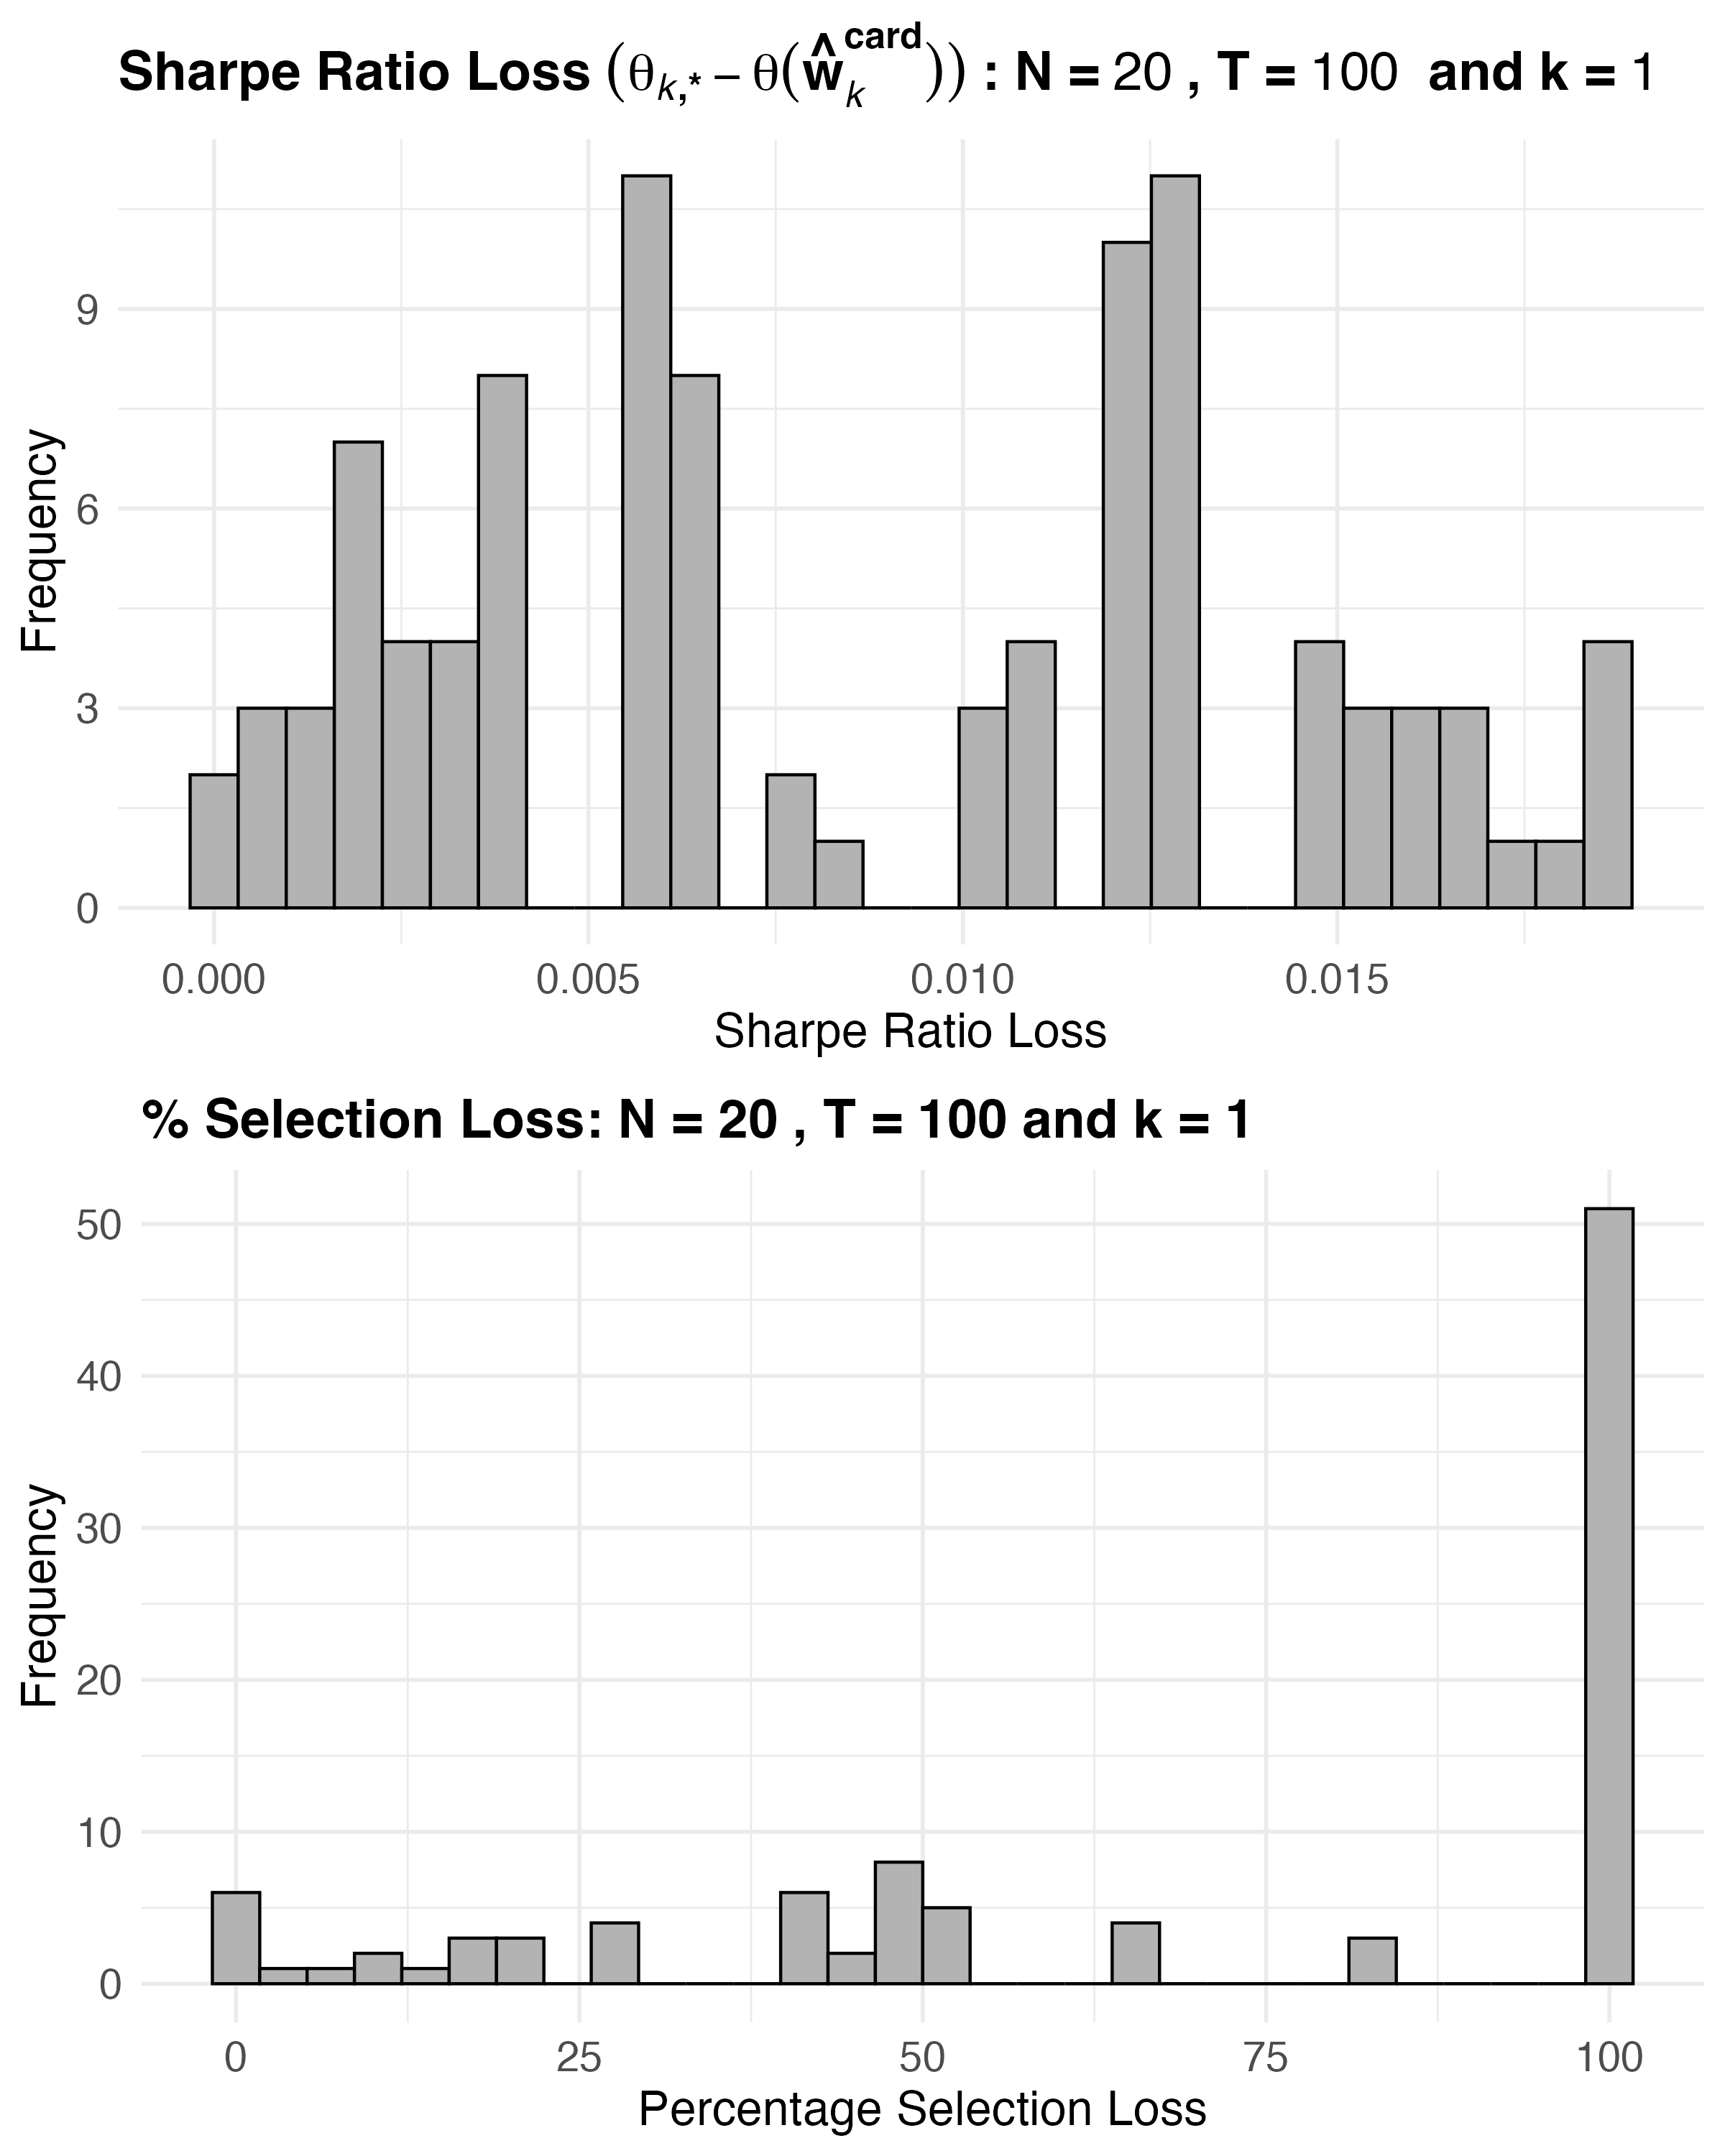 Sharpe Ratio Loss (θk,* − θ(ŵk^card)) : N = 20 , T = 100 and k = 1
Frequency
9
6
3
0
0.000 0.005 0.010 0.015
Sharpe Ratio Loss
% Selection Loss: N = 20 , T = 100 and k = 1
Frequency
50
40
30
20
10
0
0 25 50 75 100
Percentage Selection Loss